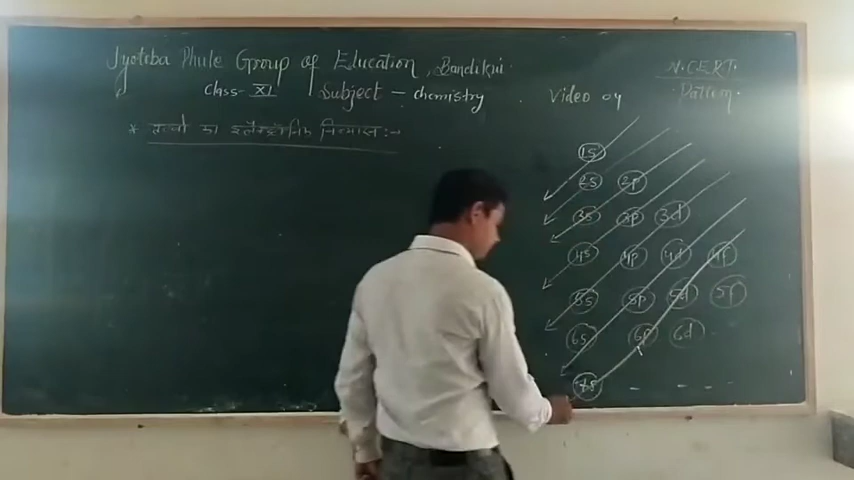 Jyotoba Phule Group of Education, Bandikui
N.C.E.R.T.
Class- XI Subject - chemistry Video 04
Pattern
* तत्वों का इलैक्ट्रॉनिक विन्यास :-
1s
2s 2p
3s 3p 3d
4s 4p 4d 4f
5s 5p 5d 5f
6s 6p 6d
7s - - - -